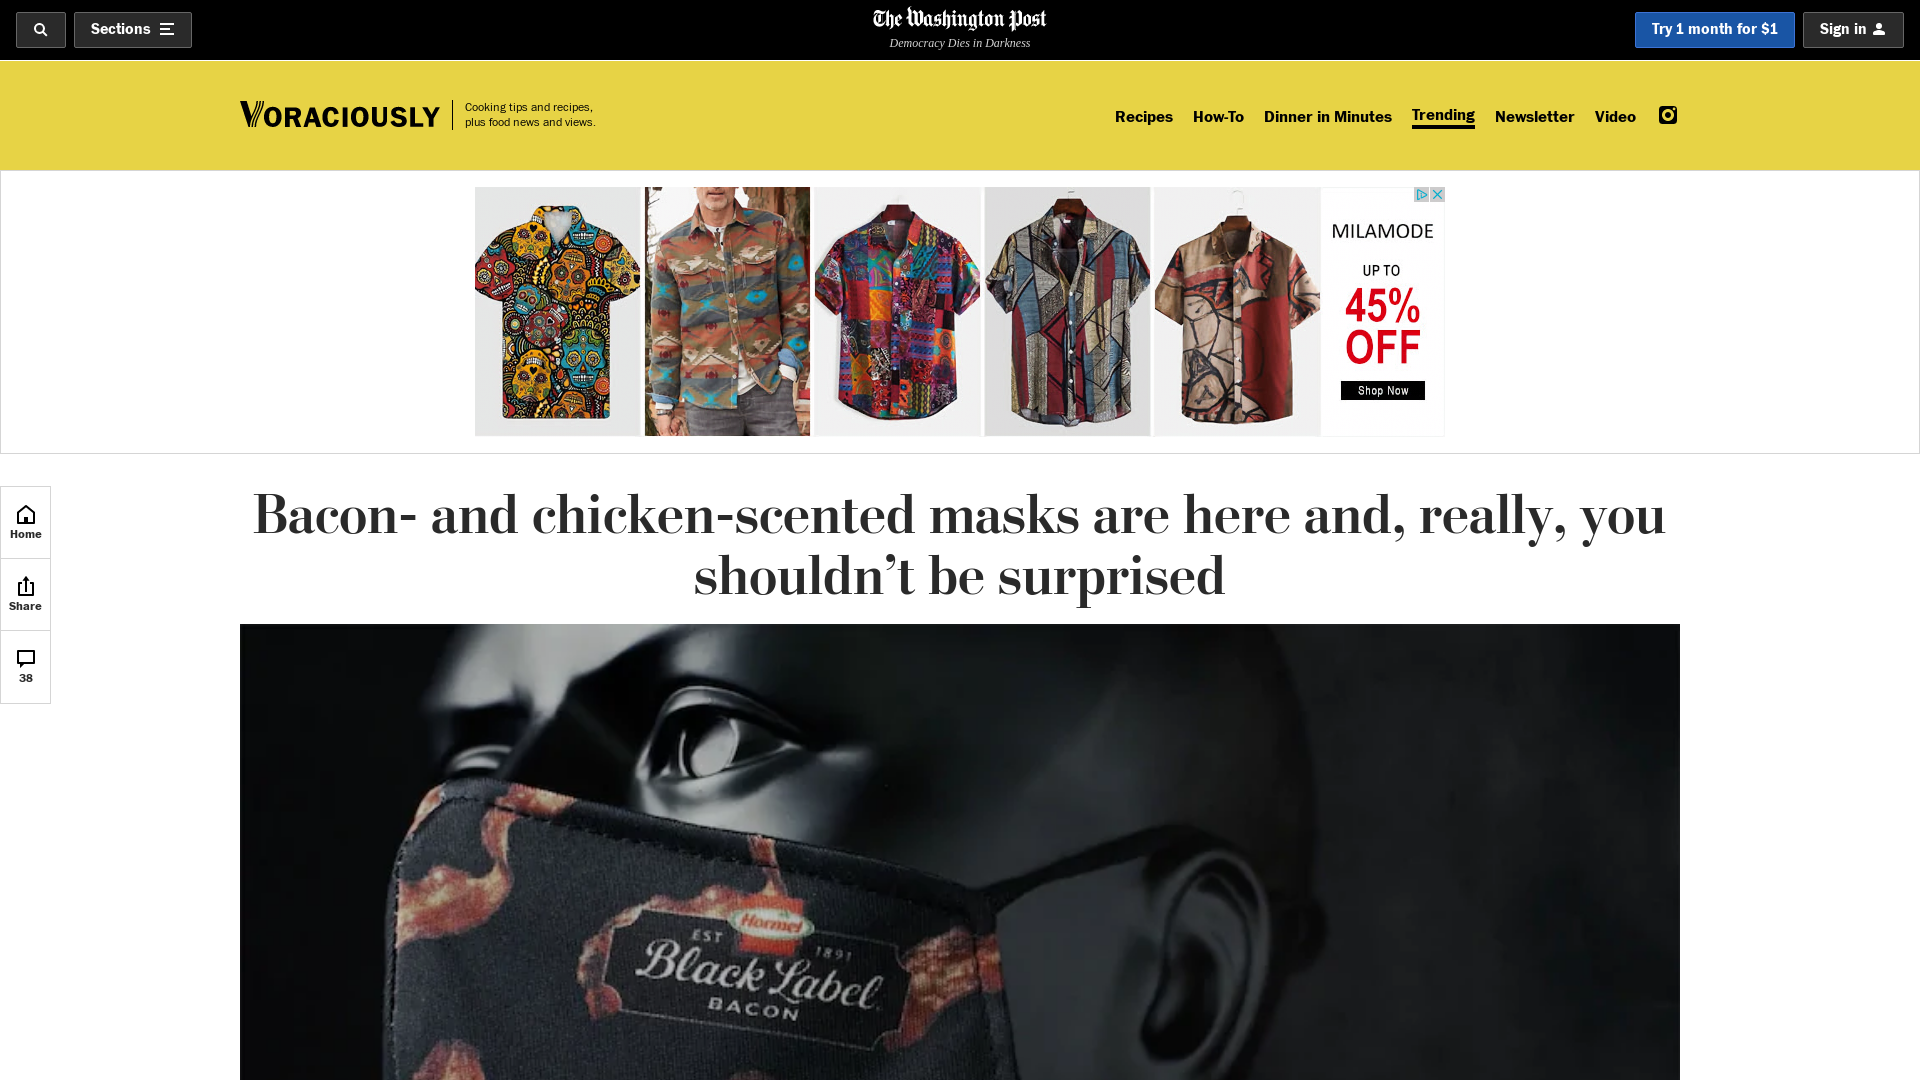 Sections
The Washington Post
Democracy Dies in Darkness
Try 1 month for $1
Sign in
VORACIOUSLY
Cooking tips and recipes,
plus food news and views.
Recipes
How-To
Dinner in Minutes
Trending
Newsletter
Video
MILAMODE
UP TO
45%
OFF
Shop Now
Home
Share
38
Bacon- and chicken-scented masks are here and, really, you
shouldn’t be surprised
Hormel
EST 1891
Black Label
BACON